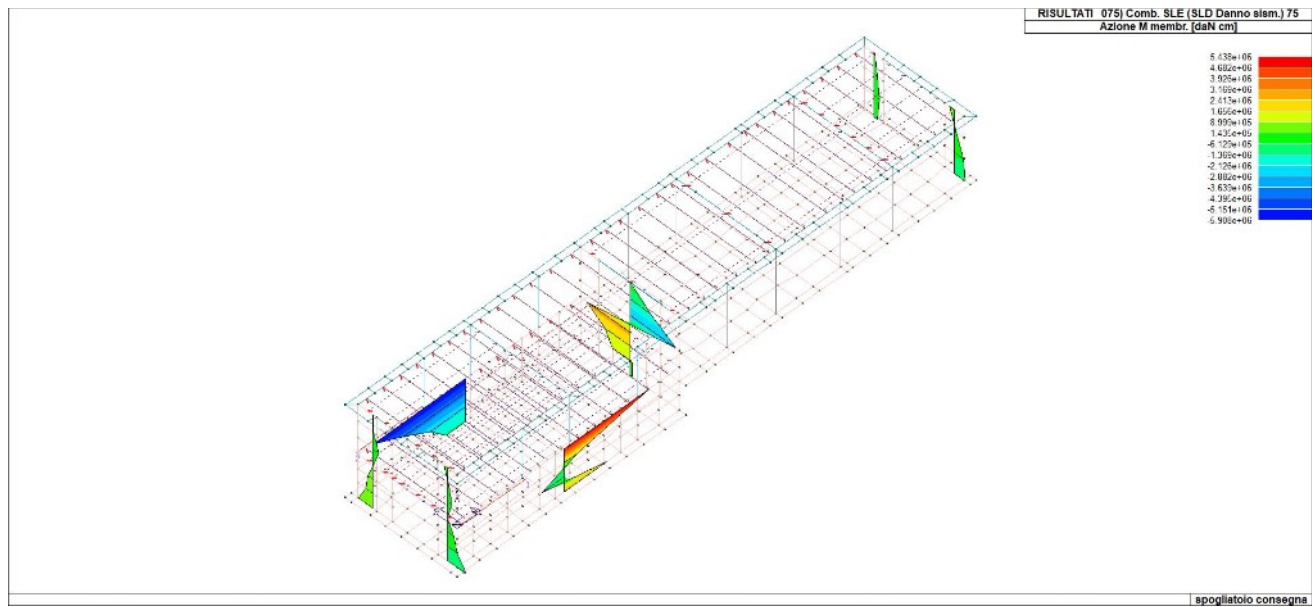 RISULTATI 075) Comb. SLE (SLD Danno sism.) 75
Azione M membr. [daN cm]
5.438e+06
4.682e+06
3.926e+06
3.169e+06
2.413e+06
1.656e+06
8.999e+05
1.435e+05
-6.129e+05
-1.369e+06
-2.126e+06
-2.882e+06
-3.639e+06
-4.395e+06
-5.151e+06
-5.908e+06
spogliatoio consegna